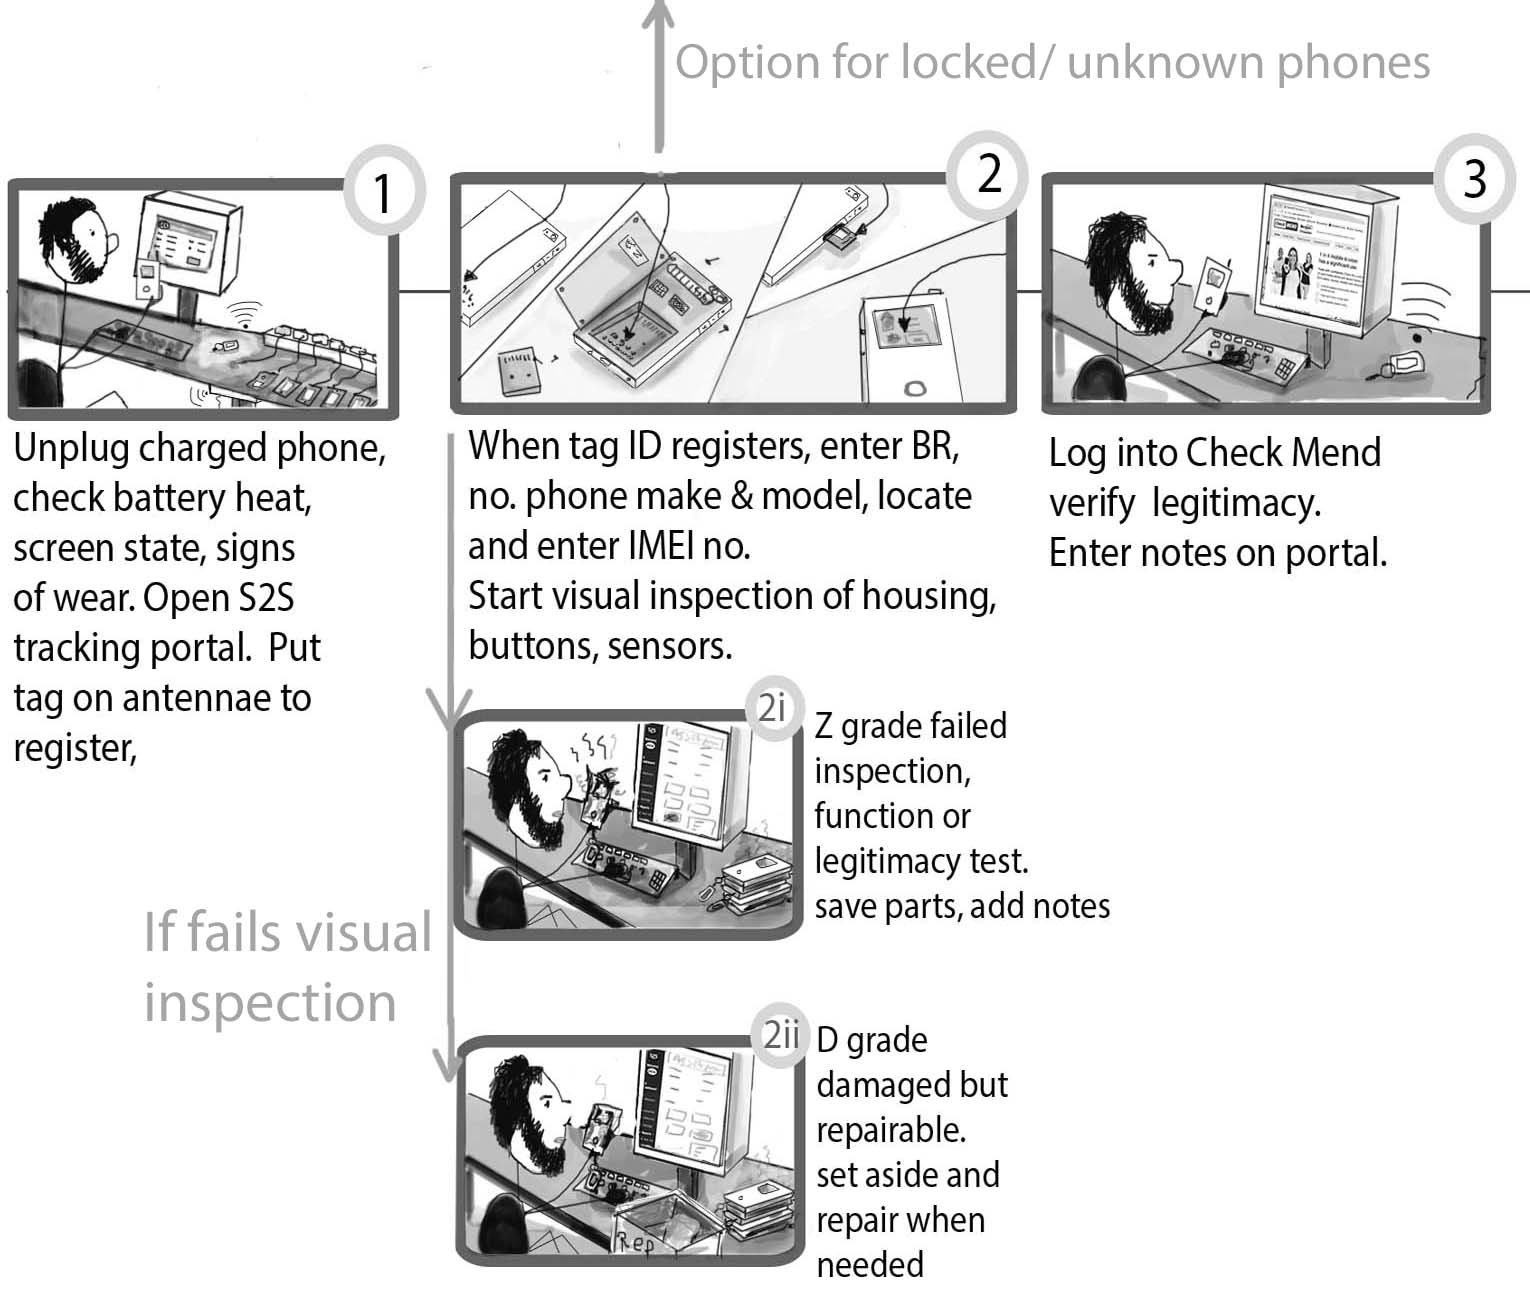 Option for locked/ unknown phones
1
2
3
Unplug charged phone,
check battery heat,
screen state, signs
of wear. Open S2S
tracking portal. Put
tag on antennae to
register,
When tag ID registers, enter BR,
no. phone make & model, locate
and enter IMEI no.
Start visual inspection of housing,
buttons, sensors.
Log into Check Mend
verify legitimacy.
Enter notes on portal.
If fails visual
inspection
2i
Z grade failed
inspection,
function or
legitimacy test.
save parts, add notes
2ii
D grade
damaged but
repairable.
set aside and
repair when
needed
Rep